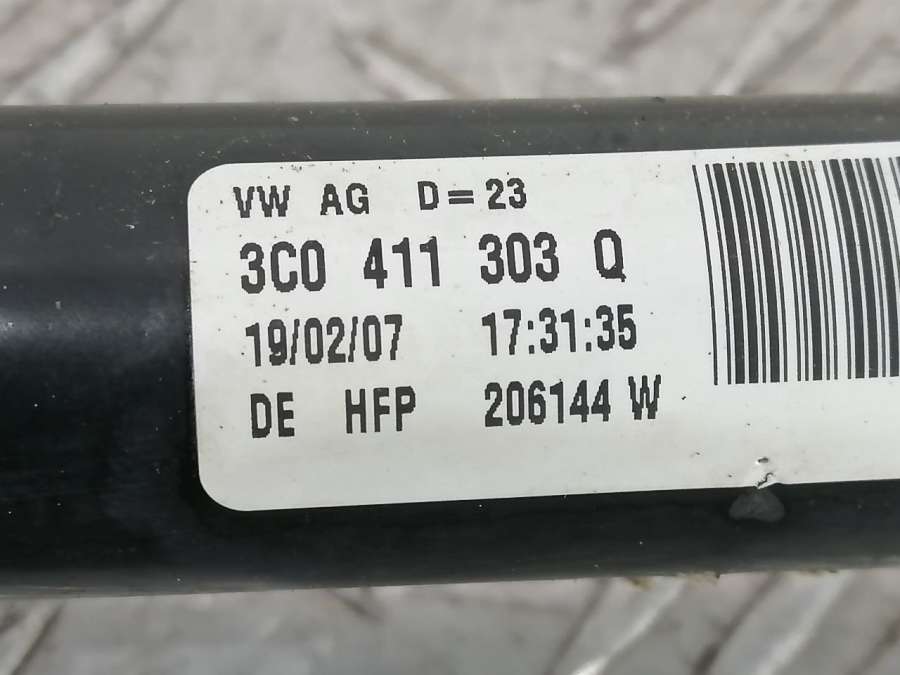 VW AG D=23
3C0 411 303 Q
19/02/07 17:31:35
DE HFP 206144 W